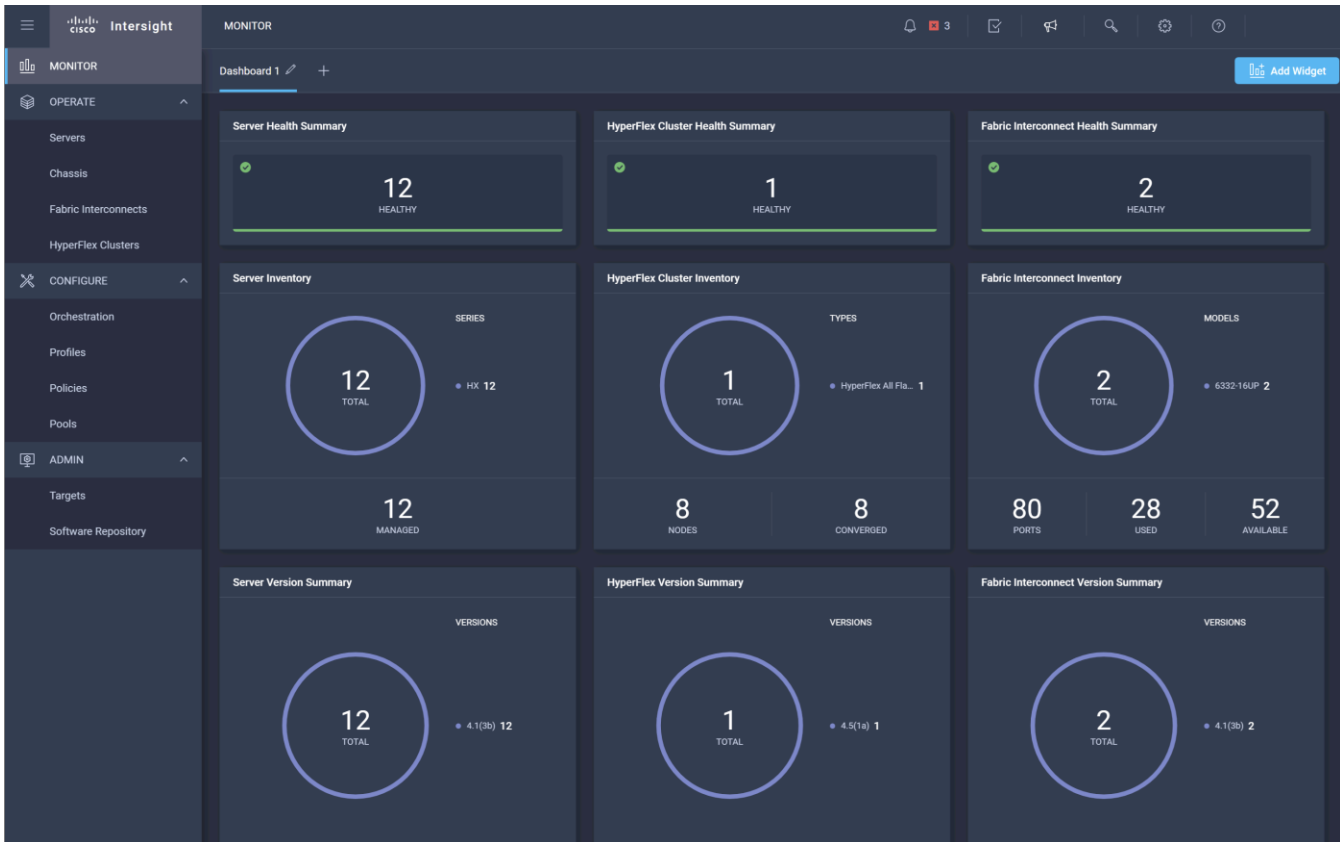 cisco Intersight
MONITOR
3
MONITOR
OPERATE
Servers
Chassis
Fabric Interconnects
HyperFlex Clusters
CONFIGURE
Orchestration
Profiles
Policies
Pools
ADMIN
Targets
Software Repository
Dashboard 1
Add Widget
Server Health Summary
12
HEALTHY
HyperFlex Cluster Health Summary
1
HEALTHY
Fabric Interconnect Health Summary
2
HEALTHY
Server Inventory
12
TOTAL
SERIES
HX 12
12
MANAGED
HyperFlex Cluster Inventory
1
TOTAL
TYPES
HyperFlex All Fla... 1
8
NODES
8
CONVERGED
Fabric Interconnect Inventory
2
TOTAL
MODELS
6332-16UP 2
80
PORTS
28
USED
52
AVAILABLE
Server Version Summary
12
TOTAL
VERSIONS
4.1(3b) 12
HyperFlex Version Summary
1
TOTAL
VERSIONS
4.5(1a) 1
Fabric Interconnect Version Summary
2
TOTAL
VERSIONS
4.1(3b) 2